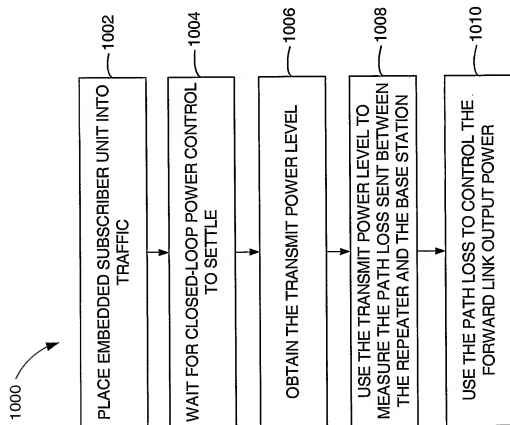 1000
1002
PLACE EMBEDDED SUBSCRIBER UNIT INTO
TRAFFIC
1004
WAIT FOR CLOSED-LOOP POWER CONTROL
TO SETTLE
1006
OBTAIN THE TRANSMIT POWER LEVEL
1008
USE THE TRANSMIT POWER LEVEL TO
MEASURE THE PATH LOSS SENT BETWEEN
THE REPEATER AND THE BASE STATION
1010
USE THE PATH LOSS TO CONTROL THE
FORWARD LINK OUTPUT POWER